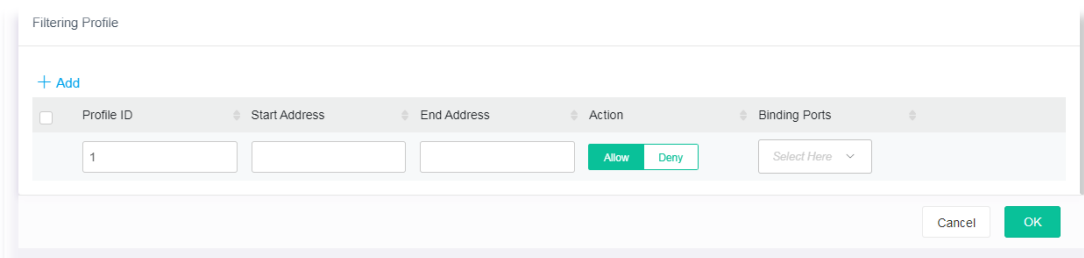 Filtering Profile
+ Add
Profile ID Start Address End Address Action Binding Ports
1 Allow Deny Select Here
Cancel OK